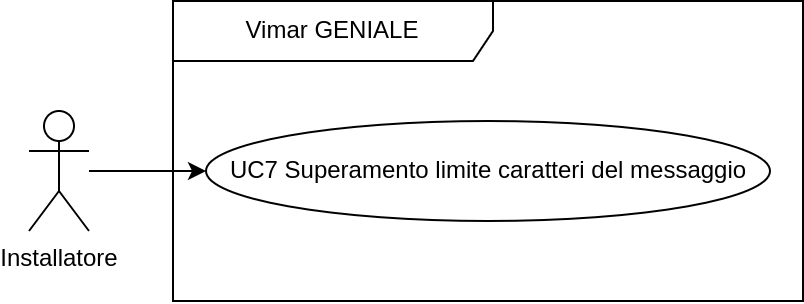 Vimar GENIALE
UC7 Superamento limite caratteri del messaggio
Installatore